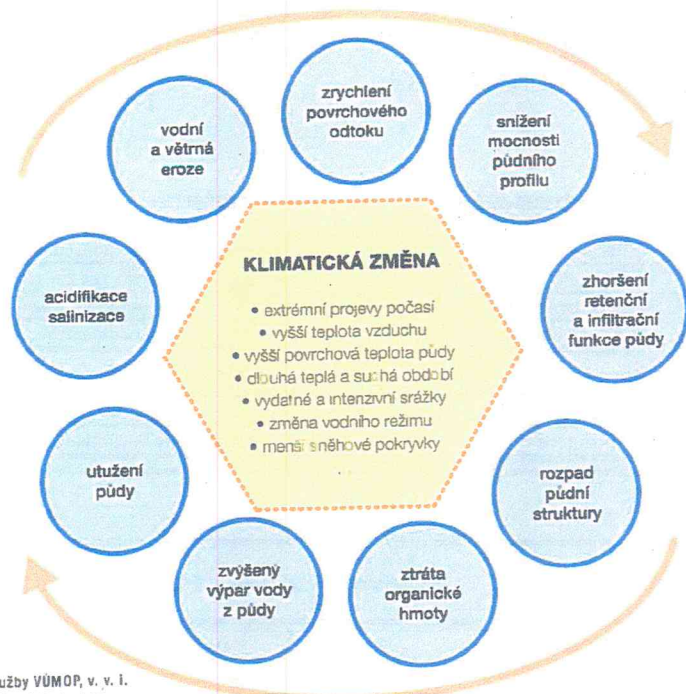 zrychlení
povrchového
odtoku
snížení
mocnosti
půdního
profilu
zhoršení
retenční
a infiltrační
funkce půdy
rozpad
půdní
struktury
ztráta
organické
hmoty
zvýšený
výpar vody
z půdy
utužení
půdy
acidifikace
salinizace
vodní
a větrná
eroze
KLIMATICKÁ ZMĚNA
• extrémní projevy počasí
• vyšší teplota vzduchu
• vyšší povrchová teplota půdy
• dlouhá teplá a suchá období
• vydatné a intenzivní srážky
• změna vodního režimu
• menší sněhové pokryvky
užby VÚMOP, v. v. i.